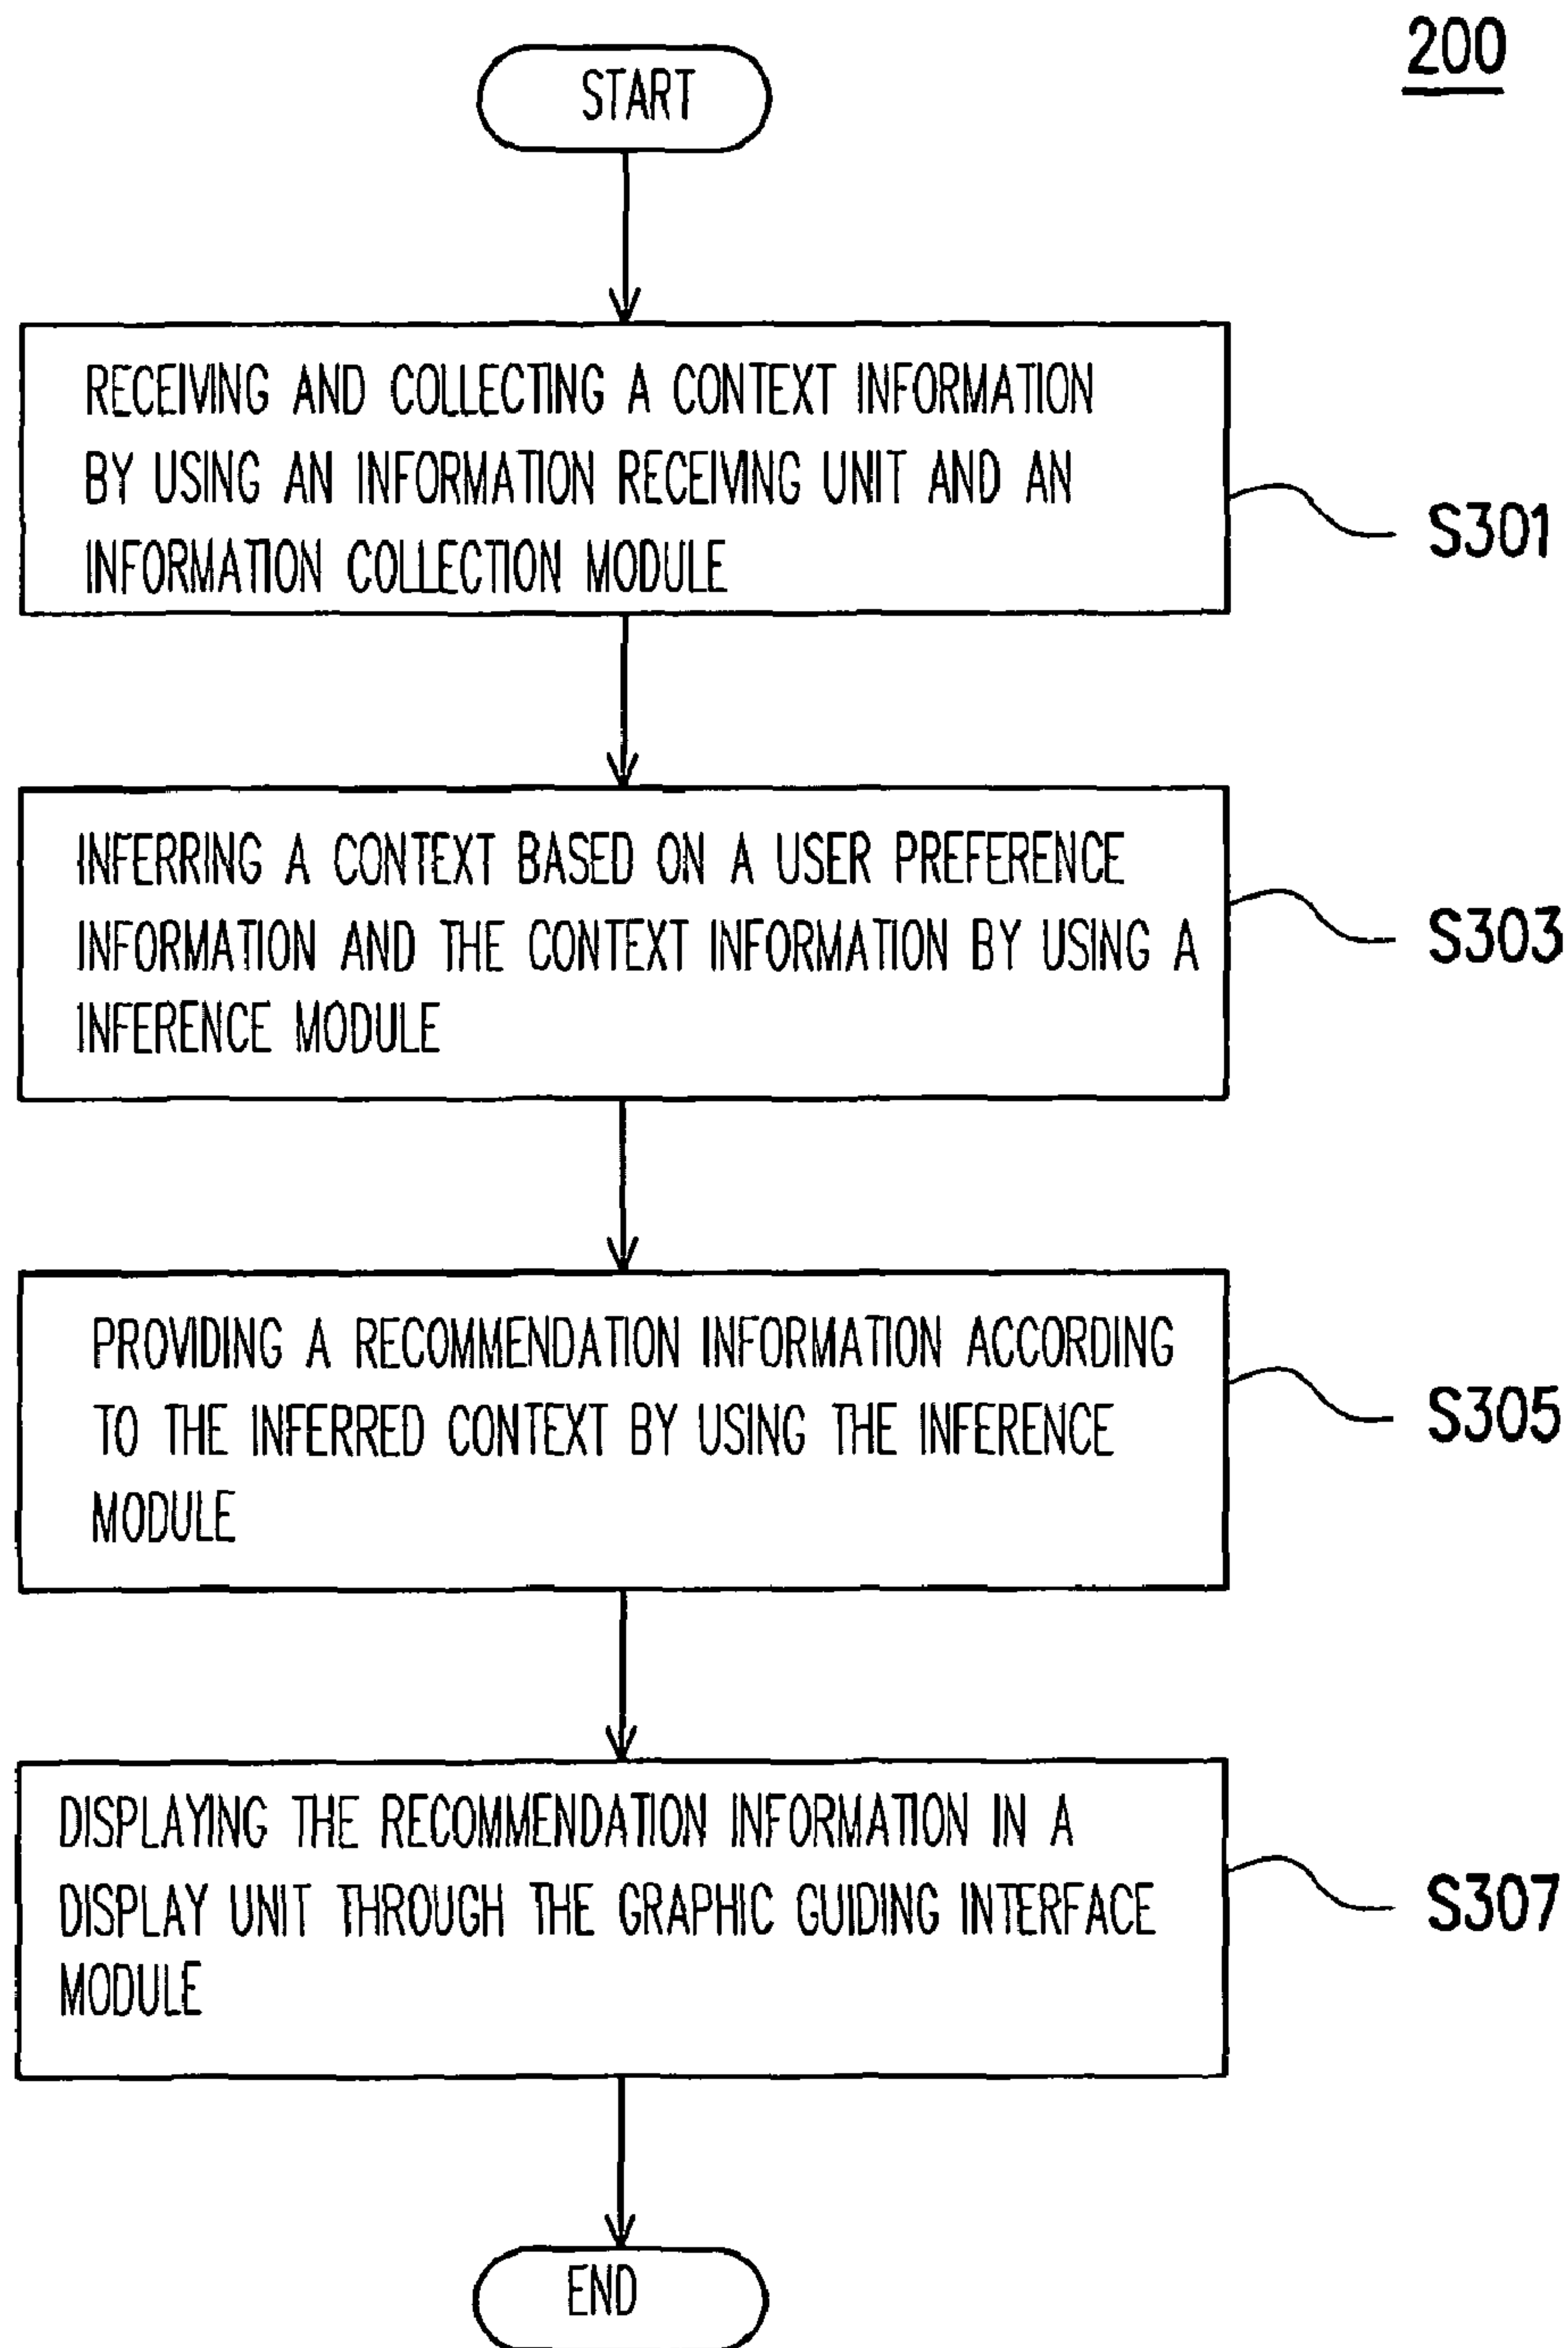 200
START
RECEIVING AND COLLECTING A CONTEXT INFORMATION
BY USING AN INFORMATION RECEIVING UNIT AND AN
INFORMATION COLLECTION MODULE
S301
INFERRING A CONTEXT BASED ON A USER PREFERENCE
INFORMATION AND THE CONTEXT INFORMATION BY USING A
INFERENCE MODULE
S303
PROVIDING A RECOMMENDATION INFORMATION ACCORDING
TO THE INFERRED CONTEXT BY USING THE INFERENCE
MODULE
S305
DISPLAYING THE RECOMMENDATION INFORMATION IN A
DISPLAY UNIT THROUGH THE GRAPHIC GUIDING INTERFACE
MODULE
S307
END